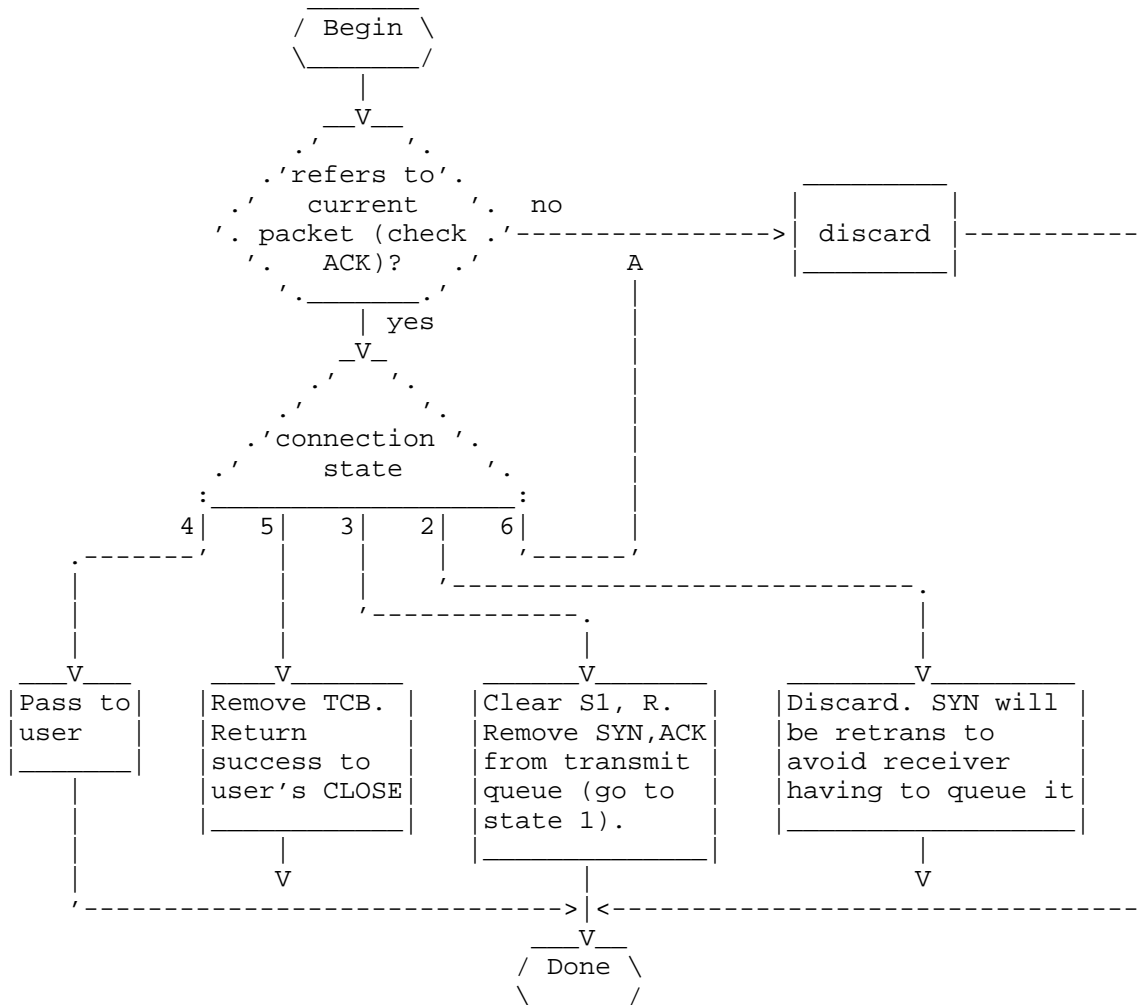 Begin
refers to
current
no
packet (check
discard
ACK)?
A
yes
V
connection
state
4 5 3 2 6
Pass to
user
Remove TCB.
Return
success to
user's CLOSE
Clear S1, R.
Remove SYN,ACK
from transmit
queue (go to
state 1).
Discard. SYN will
be retrans to
avoid receiver
having to queue it
Done